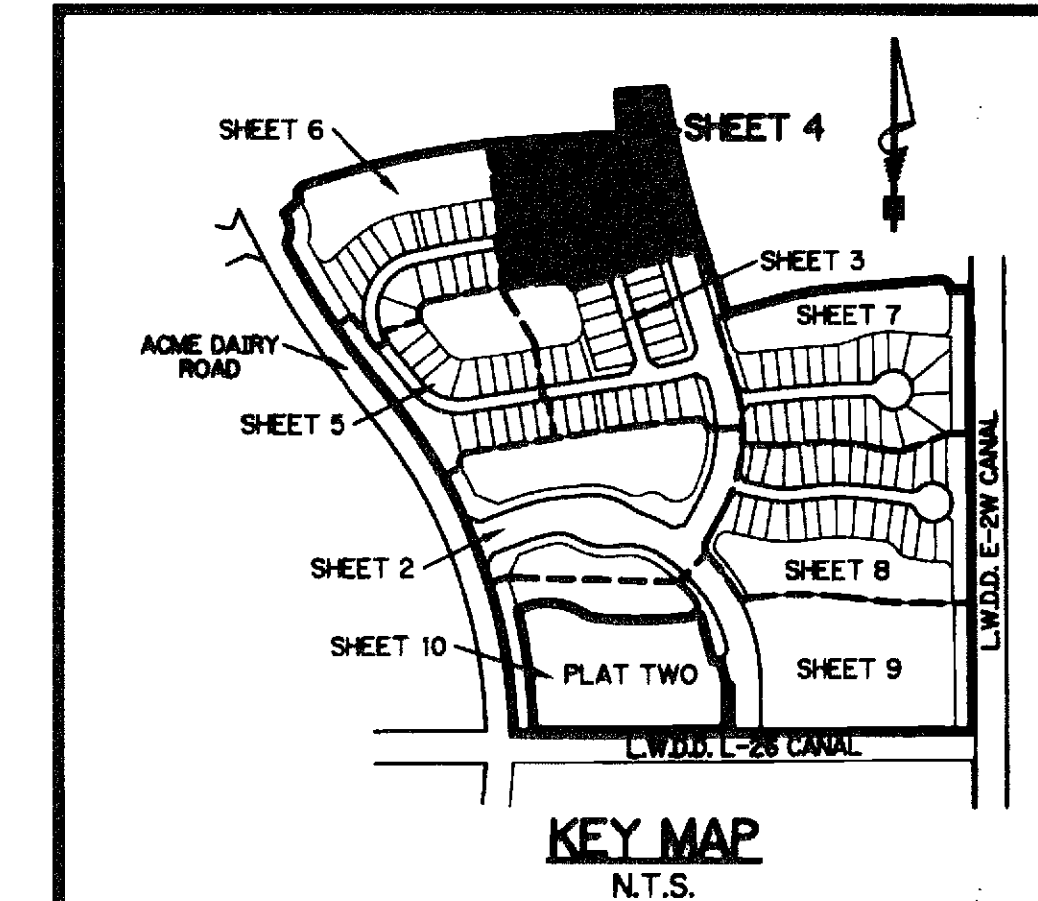 SHEET 6
SHEET 4
SHEET 3
SHEET 7
ACME DAIRY
ROAD
SHEET 5
L.W.D.D. E-2W CANAL
SHEET 2
SHEET 8
SHEET 10
PLAT TWO
SHEET 9
L.W.D.D. L-26 CANAL
KEY MAP
N.T.S.